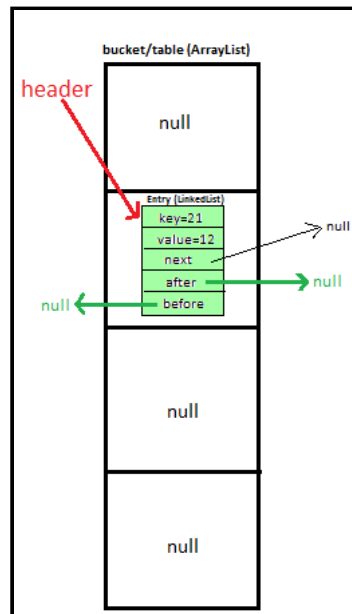 bucket/table (ArrayList)
header
null
Entry (LinkedList)
key=21
value=12
null
next
after
null
null
before
null
null